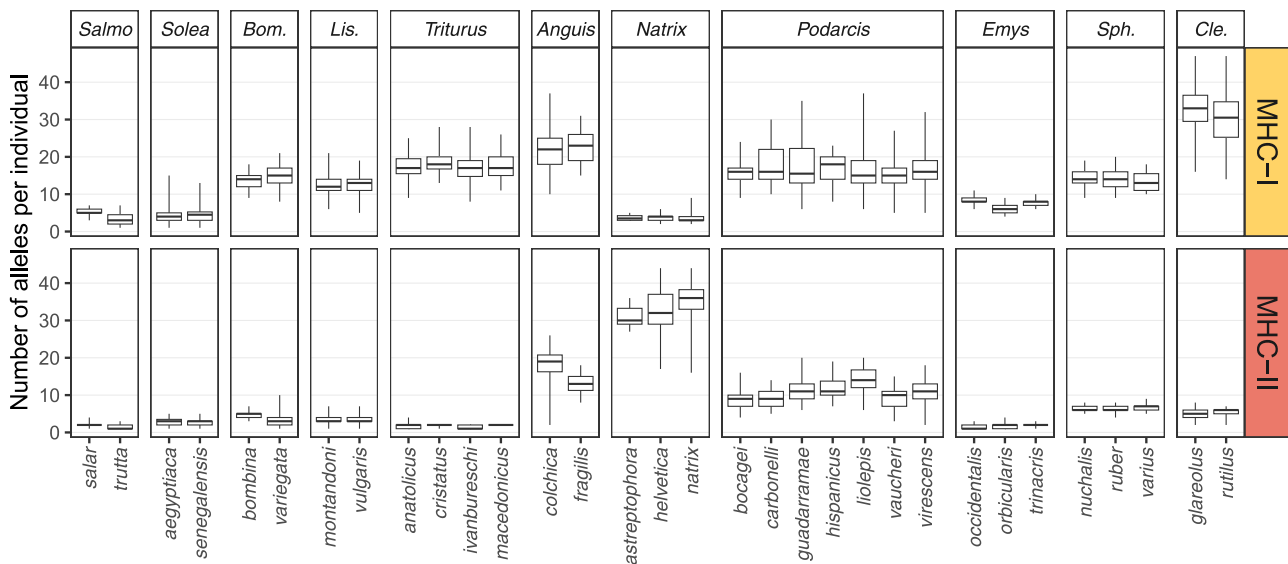 Salmo Solea Bom. Lis. Triturus Anguis Natrix Podarcis Emys Sph. Cle.
Number of alleles per individual
40
30
20
10
0
MHC−I
40
30
20
10
0
MHC−II
salar
trutta
aegyptiaca
senegalensis
bombina
variegata
montandoni
vulgaris
anatolicus
cristatus
ivanbureschi
macedonicus
colchica
fragilis
astreptophora
helvetica
natrix
bocagei
carbonelli
guadarramae
hispanicus
liolepis
vaucheri
virescens
occidentalis
orbicularis
trinacris
nuchalis
ruber
varius
glareolus
rutilus